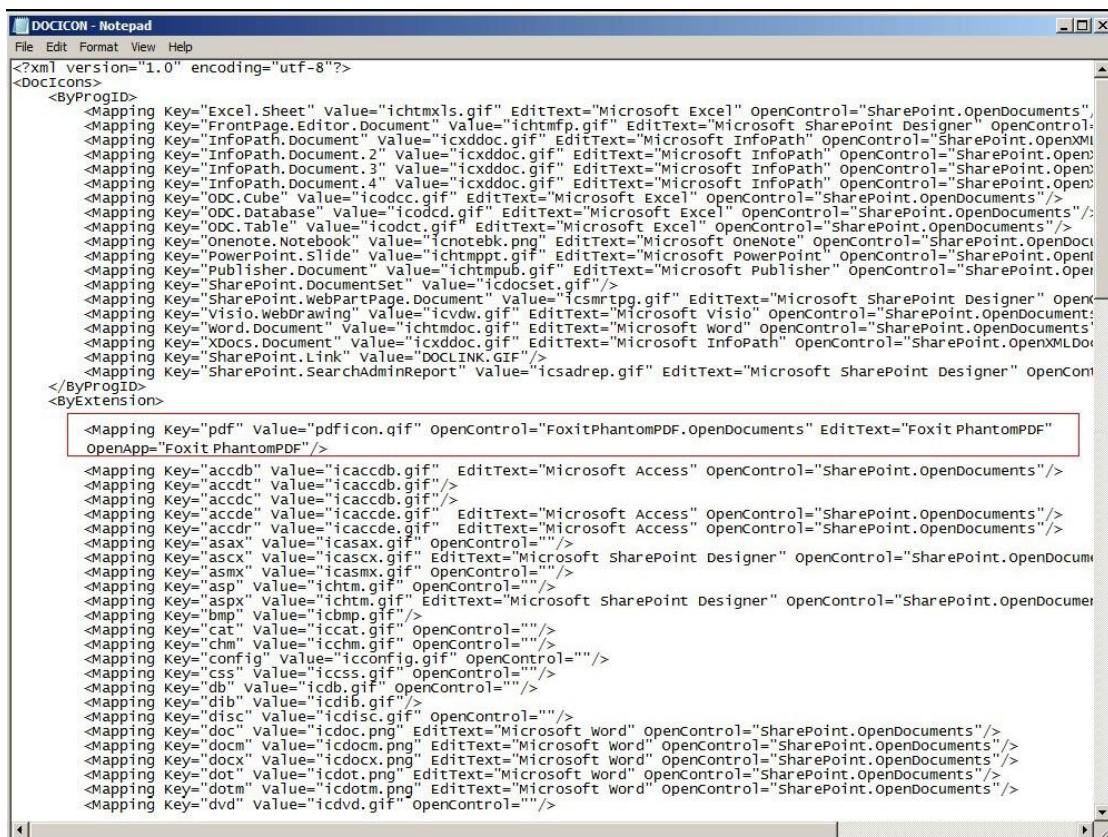 DOCICON - Notepad
File Edit Format View Help
<?xml version="1.0" encoding="utf-8"?>
<DocIcons>
<ByProgID>
<Mapping Key="Excel.Sheet" Value="ichtmxls.gif" EditText="Microsoft Excel" OpenControl="SharePoint.OpenDocuments"/
<Mapping Key="FrontPage.Editor.Document" Value="ichtmfp.gif" EditText="Microsoft SharePoint Designer" OpenControl=
<Mapping Key="InfoPath.Document" Value="icxddoc.gif" EditText="Microsoft InfoPath" OpenControl="SharePoint.OpenXML
<Mapping Key="InfoPath.Document.2" Value="icxddoc.gif" EditText="Microsoft InfoPath" OpenControl="SharePoint.OpenX
<Mapping Key="InfoPath.Document.3" Value="icxddoc.gif" EditText="Microsoft InfoPath" OpenControl="SharePoint.OpenX
<Mapping Key="InfoPath.Document.4" Value="icxddoc.gif" EditText="Microsoft InfoPath" OpenControl="SharePoint.OpenX
<Mapping Key="ODC.Cube" Value="icodcc.gif" EditText="Microsoft Excel" OpenControl="SharePoint.OpenDocuments"/>
<Mapping Key="ODC.Database" Value="icodcd.gif" EditText="Microsoft Excel" OpenControl="SharePoint.OpenDocuments"/>
<Mapping Key="ODC.Table" Value="icodct.gif" EditText="Microsoft Excel" OpenControl="SharePoint.OpenDocuments"/>
<Mapping Key="Onenote.Notebook" Value="icnotebk.png" EditText="Microsoft OneNote" OpenControl="SharePoint.OpenDocu
<Mapping Key="PowerPoint.Slide" Value="ichtmppt.gif" EditText="Microsoft PowerPoint" OpenControl="SharePoint.OpenD
<Mapping Key="Publisher.Document" Value="ichtmpub.gif" EditText="Microsoft Publisher" OpenControl="SharePoint.Open
<Mapping Key="SharePoint.DocumentSet" Value="icdocset.gif"/>
<Mapping Key="SharePoint.WebPartPage.Document" Value="icsmrtpg.gif" EditText="Microsoft SharePoint Designer" OpenC
<Mapping Key="Visio.WebDrawing" Value="icvdw.gif" EditText="Microsoft Visio" OpenControl="SharePoint.OpenDocuments
<Mapping Key="Word.Document" Value="ichtmdoc.gif" EditText="Microsoft Word" OpenControl="SharePoint.OpenDocuments"
<Mapping Key="XDocs.Document" Value="icxddoc.gif" EditText="Microsoft InfoPath" OpenControl="SharePoint.OpenXMLDoc
<Mapping Key="SharePoint.Link" Value="DOCLINK.GIF"/>
<Mapping Key="SharePoint.SearchAdminReport" Value="icsadrep.gif" EditText="Microsoft SharePoint Designer" OpenCont
</ByProgID>
<ByExtension>
<Mapping Key="pdf" Value="pdficon.gif" OpenControl="FoxitPhantomPDF.OpenDocuments" EditText="Foxit PhantomPDF"
OpenApp="Foxit PhantomPDF"/>
<Mapping Key="accdb" Value="icaccdb.gif" EditText="Microsoft Access" OpenControl="SharePoint.OpenDocuments"/>
<Mapping Key="accdt" Value="icaccdb.gif"/>
<Mapping Key="accdc" Value="icaccdb.gif"/>
<Mapping Key="accde" Value="icaccde.gif" EditText="Microsoft Access" OpenControl="SharePoint.OpenDocuments"/>
<Mapping Key="accdr" Value="icaccde.gif" EditText="Microsoft Access" OpenControl="SharePoint.OpenDocuments"/>
<Mapping Key="asax" Value="icasax.gif" OpenControl=""/>
<Mapping Key="ascx" Value="icascx.gif" EditText="Microsoft SharePoint Designer" OpenControl="SharePoint.OpenDocume
<Mapping Key="asmx" Value="icasmx.gif" OpenControl=""/>
<Mapping Key="asp" Value="ichtm.gif" OpenControl=""/>
<Mapping Key="aspx" Value="ichtm.gif" EditText="Microsoft SharePoint Designer" OpenControl="SharePoint.OpenDocumen
<Mapping Key="bmp" Value="icbmp.gif"/>
<Mapping Key="cat" Value="iccat.gif" OpenControl=""/>
<Mapping Key="chm" Value="icchm.gif" OpenControl=""/>
<Mapping Key="config" Value="icconfig.gif" OpenControl=""/>
<Mapping Key="css" Value="iccss.gif" OpenControl=""/>
<Mapping Key="db" Value="icdb.gif" OpenControl=""/>
<Mapping Key="dib" Value="icdib.gif"/>
<Mapping Key="disc" Value="icdisc.gif" OpenControl=""/>
<Mapping Key="doc" Value="icdoc.png" EditText="Microsoft Word" OpenControl="SharePoint.OpenDocuments"/>
<Mapping Key="docm" Value="icdocm.png" EditText="Microsoft Word" OpenControl="SharePoint.OpenDocuments"/>
<Mapping Key="docx" Value="icdocx.png" EditText="Microsoft Word" OpenControl="SharePoint.OpenDocuments"/>
<Mapping Key="dot" Value="icdot.png" EditText="Microsoft Word" OpenControl="SharePoint.OpenDocuments"/>
<Mapping Key="dotm" Value="icdotm.png" EditText="Microsoft Word" OpenControl="SharePoint.OpenDocuments"/>
<Mapping Key="dvd" Value="icdvd.gif" OpenControl=""/>